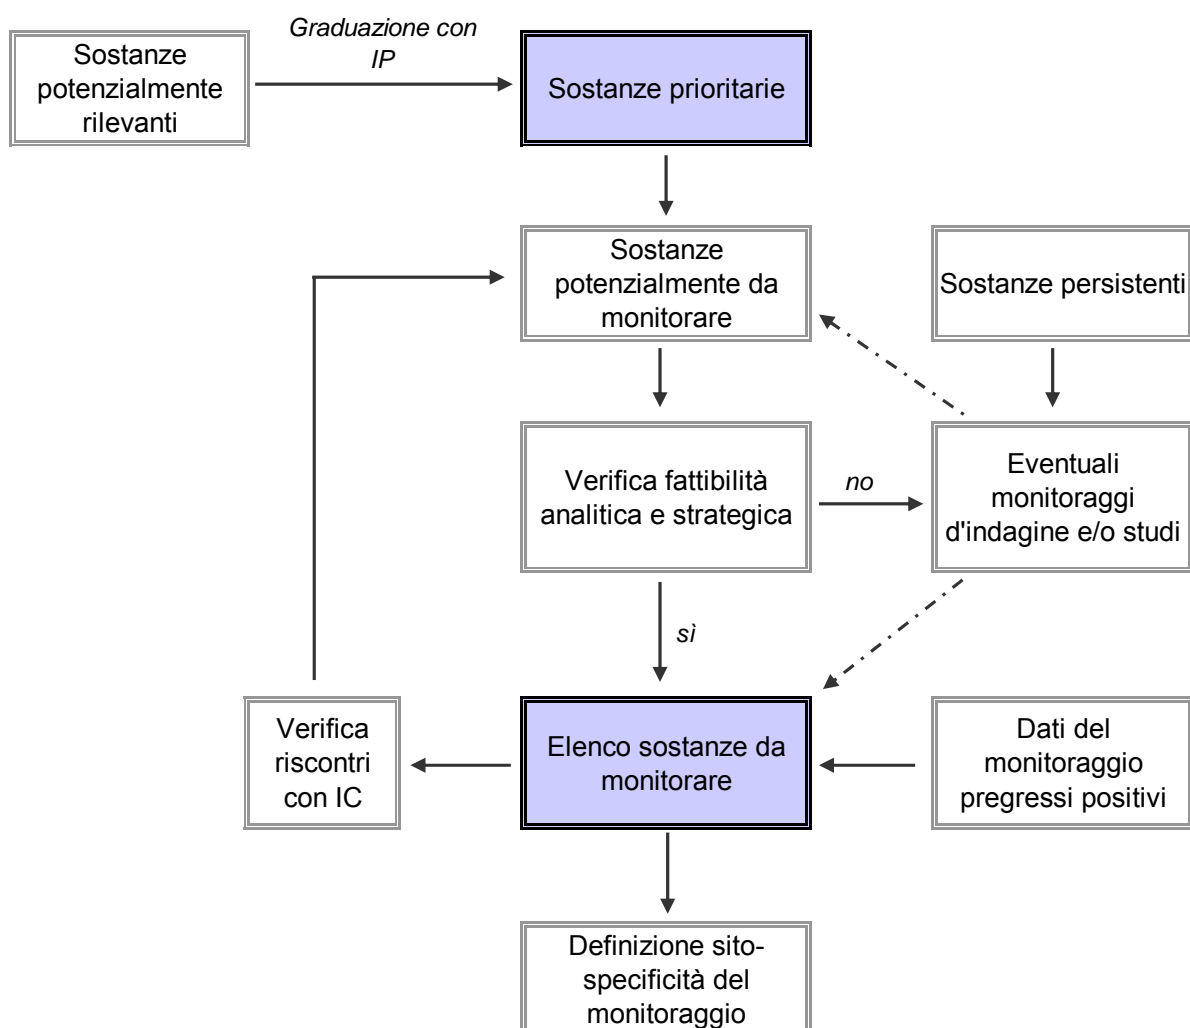 Graduazione con
IP
Sostanze
potenzialmente
rilevanti
Sostanze prioritarie
Sostanze
potenzialmente da
monitorare
Sostanze persistenti
Verifica fattibilità
analitica e strategica
no
Eventuali
monitoraggi
d'indagine e/o studi
sì
Verifica
riscontri
con IC
Elenco sostanze da
monitorare
Dati del
monitoraggio
pregressi positivi
Definizione sito-
specificità del
monitoraggio